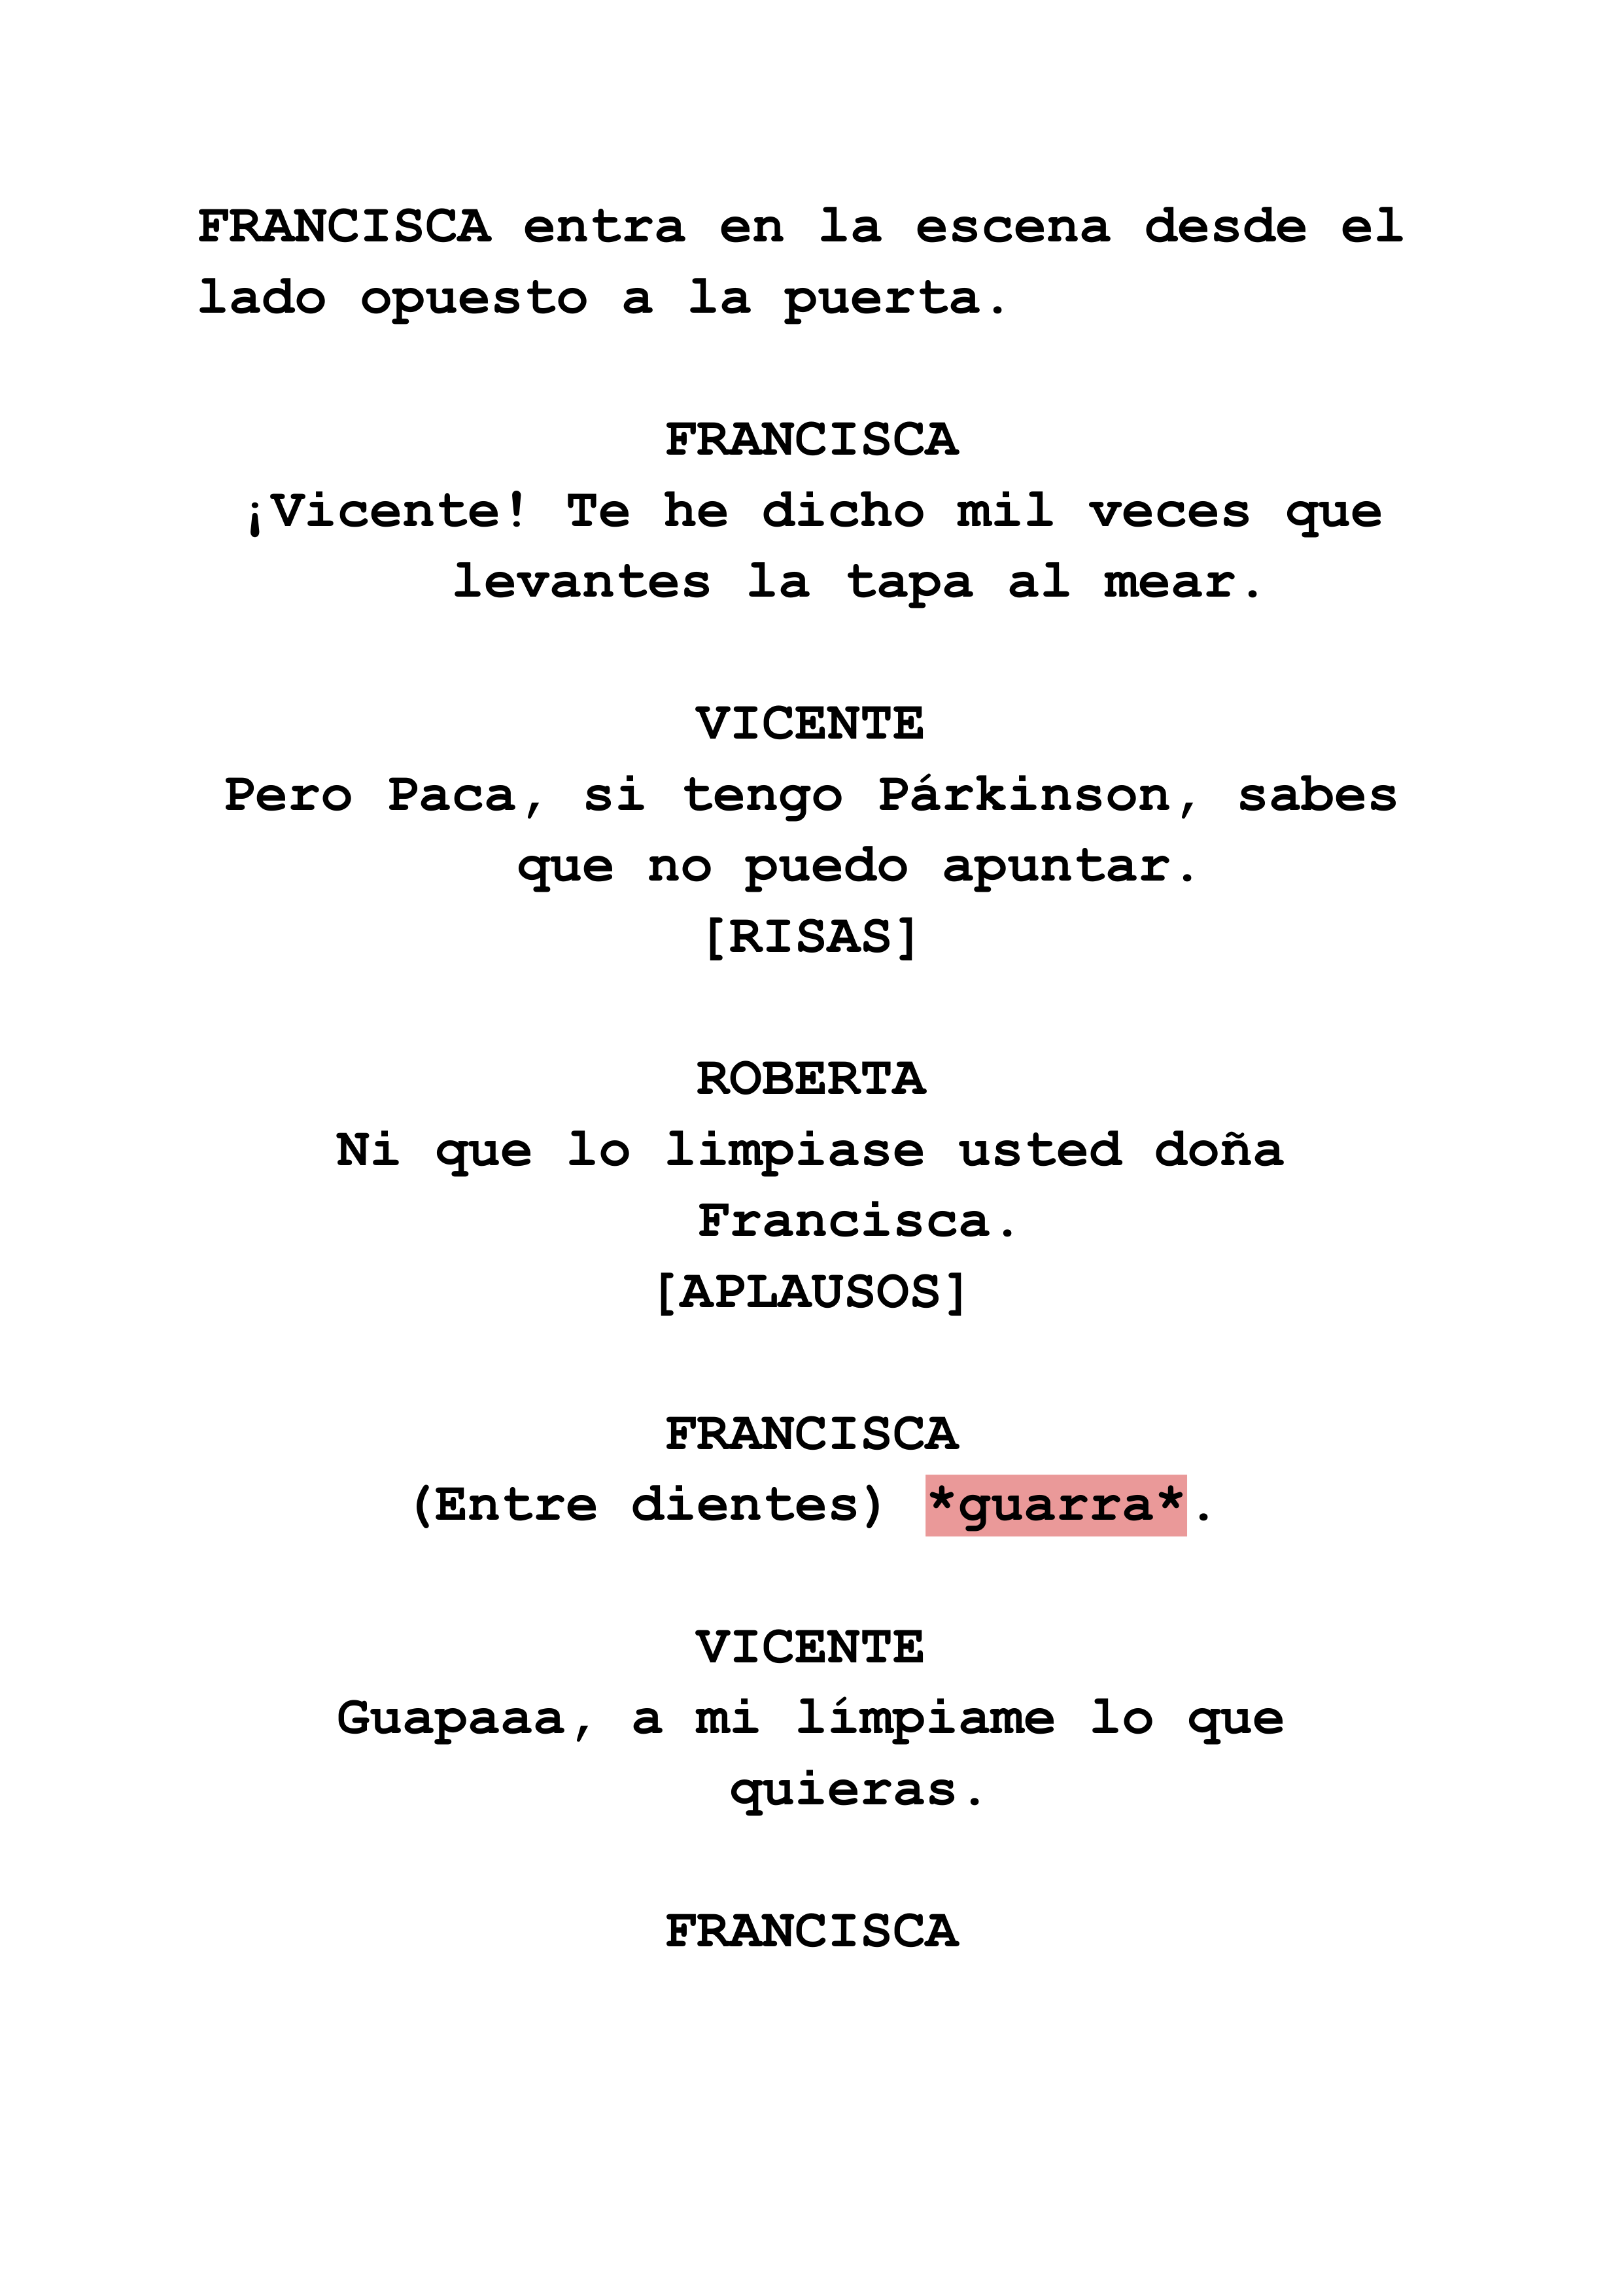 FRANCISCA entra en la escena desde el
lado opuesto a la puerta.
FRANCISCA
¡Vicente! Te he dicho mil veces que
levantes la tapa al mear.
VICENTE
Pero Paca, si tengo Párkinson, sabes
que no puedo apuntar.
[RISAS]
ROBERTA
Ni que lo limpiase usted doña
Francisca.
[APLAUSOS]
FRANCISCA
(Entre dientes) *guarra*.
VICENTE
Guapaaa, a mi límpiame lo que
quieras.
FRANCISCA